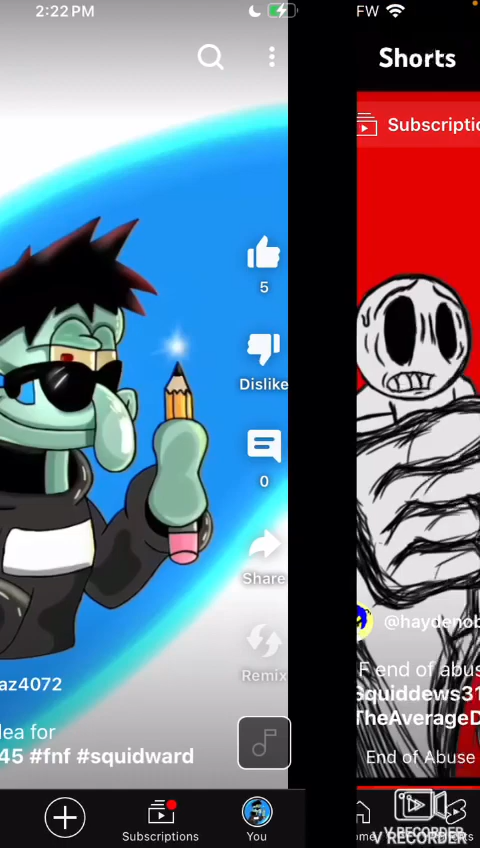 2:22 PM
5
Dislike
0
Share
Remix
az4072
dea for
45 #fnf #squidward
Subscriptions
You
FW
Shorts
Subscriptio
@haydenob
F end of abus
Squiddews31
TheAverageD
End of Abuse
V RECORDER
V RECORDER